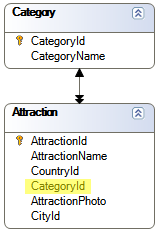 Category
CategoryId
CategoryName
Attraction
AttractionId
AttractionName
CountryId
CategoryId
AttractionPhoto
CityId